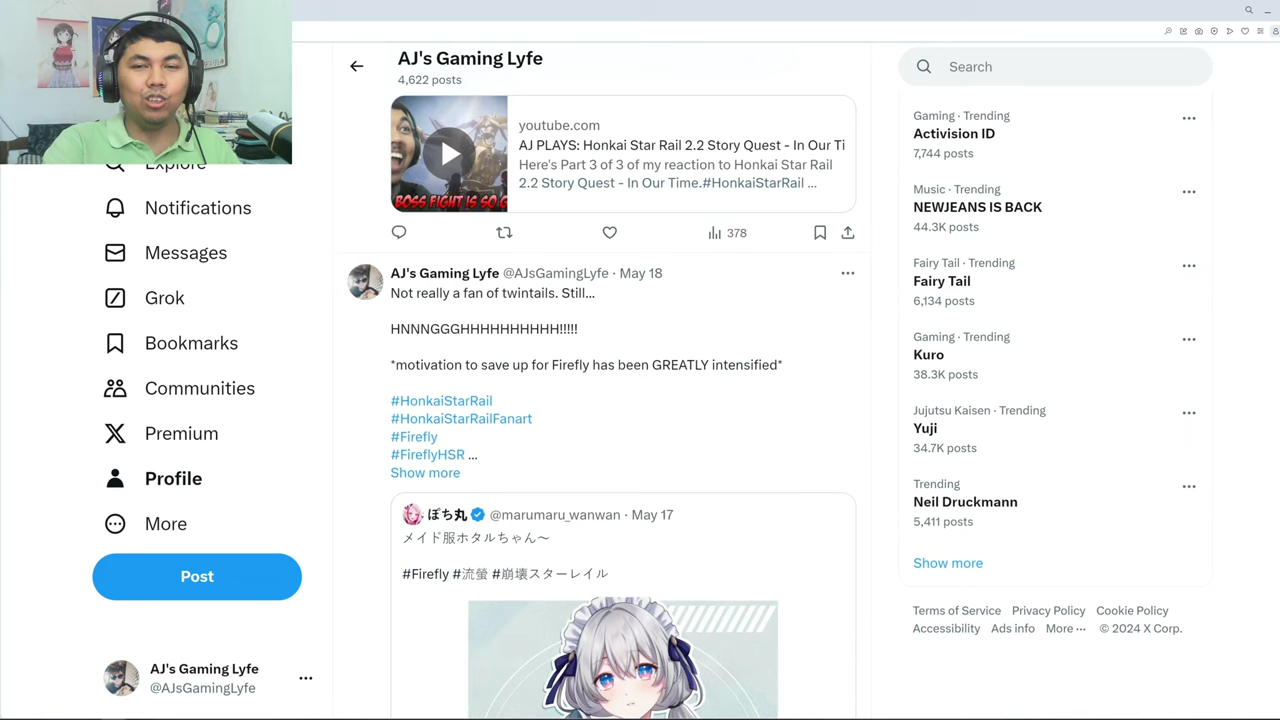 AJ's Gaming Lyfe
4,622 posts
youtube.com
AJ PLAYS: Honkai Star Rail 2.2 Story Quest - In Our Ti
Here's Part 3 of 3 of my reaction to Honkai Star Rail
2.2 Story Quest - In Our Time.#HonkaiStarRail ...
BOSS FIGHT IS SO G
378
AJ's Gaming Lyfe @AJsGamingLyfe · May 18
Not really a fan of twintails. Still...
HNNNGGGHHHHHHHHHH!!!!!
*motivation to save up for Firefly has been GREATLY intensified*
#HonkaiStarRail
#HonkaiStarRailFanart
#Firefly
#FireflyHSR ...
Show more
ぽち丸 @marumaru_wanwan · May 17
メイド服ホタルちゃん〜
#Firefly #流螢 #崩壊スターレイル
Explore
Notifications
Messages
Grok
Bookmarks
Communities
Premium
Profile
More
Post
AJ's Gaming Lyfe
@AJsGamingLyfe
Search
Gaming · Trending
Activision ID
7,744 posts
Music · Trending
NEWJEANS IS BACK
44.3K posts
Fairy Tail · Trending
Fairy Tail
6,134 posts
Gaming · Trending
Kuro
38.3K posts
Jujutsu Kaisen · Trending
Yuji
34.7K posts
Trending
Neil Druckmann
5,411 posts
Show more
Terms of Service Privacy Policy Cookie Policy
Accessibility Ads info More ··· © 2024 X Corp.